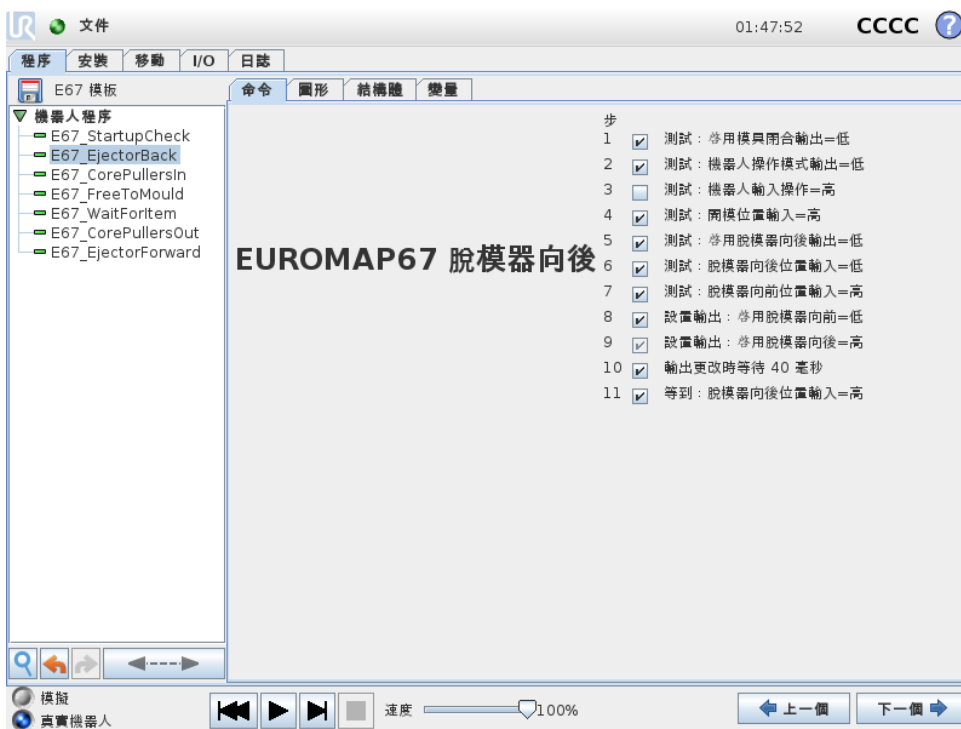 UR 文件 01:47:52 CCCC ?
程序 安裝 移動 I/O 日誌
E67 模板
命令 圖形 結構體 變量
機器人程序
E67_StartupCheck
E67_EjectorBack
E67_CorePullersIn
E67_FreeToMould
E67_WaitForItem
E67_CorePullersOut
E67_EjectorForward
EUROMAP67 脫模器向後
步
1 測試：啓用模具閉合輸出=低
2 測試：機器人操作模式輸出=低
3 測試：機器人輸入操作=高
4 測試：開模位置輸入=高
5 測試：啓用脫模器向後輸出=低
6 測試：脫模器向後位置輸入=低
7 測試：脫模器向前位置輸入=高
8 設置輸出：啓用脫模器向前=低
9 設置輸出：啓用脫模器向後=高
10 輸出更改時等待 40 毫秒
11 等到：脫模器向後位置輸入=高
模擬
真實機器人
速度 100%
上一個
下一個